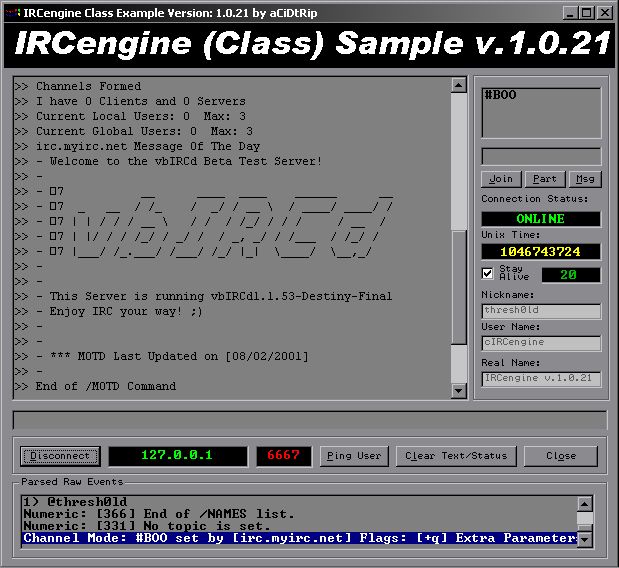 IRCengine Class Example Version: 1.0.21 by aCiDtRip
IRCengine (Class) Sample v.1.0.21
>> Channels Formed
>> I have 0 Clients and 0 Servers
>> Current Local Users: 0  Max: 3
>> Current Global Users: 0  Max: 3
>> irc.myirc.net Message Of The Day
>> - Welcome to the vbIRCd Beta Test Server!
>> -
>> - 7
>> - 7
>> - 7
>> - 7
>> - 7
>> -
>> -
>> - This Server is running vbIRCd1.1.53-Destiny-Final
>> - Enjoy IRC your way! ;)
>> -
>> -
>> - *** MOTD Last Updated on [08/02/2001]
>> -
>> End of /MOTD Command
#BOO
Join Part Msg
Connection Status:
ONLINE
Unix Time:
1046743724
Stay Alive 20
Nickname:
thresh0ld
User Name:
cIRCengine
Real Name:
IRCengine v.1.0.21
Disconnect 127.0.0.1 6667 Ping User Clear Text/Status Close
Parsed Raw Events
1> @thresh0ld
Numeric: [366] End of /NAMES list.
Numeric: [331] No topic is set.
Channel Mode: #BOO set by [irc.myirc.net] Flags: [+q] Extra Parameter